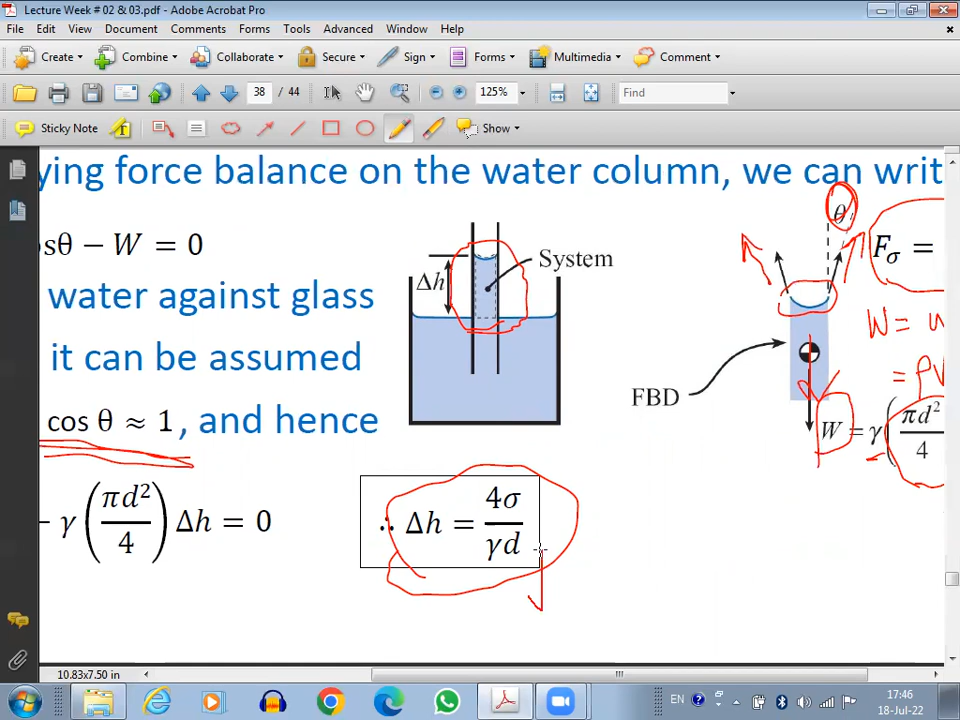 Lecture Week # 02 & 03.pdf - Adobe Acrobat Pro
File Edit View Document Comments Forms Tools Advanced Window Help
Create Combine Collaborate Secure Sign Forms Multimedia Comment
38 / 44 125% Find
Sticky Note Show
ying force balance on the water column, we can writ
θ
osθ − W = 0
System
Fσ =
Δh
water against glass
W =
it can be assumed
= ρV
FBD
cos θ ≈ 1, and hence
W = γ(πd²/4
− γ(πd²/4)Δh = 0
∴ Δh = 4σ/γd
10.83x7.50 in
EN
17:46
18-Jul-22